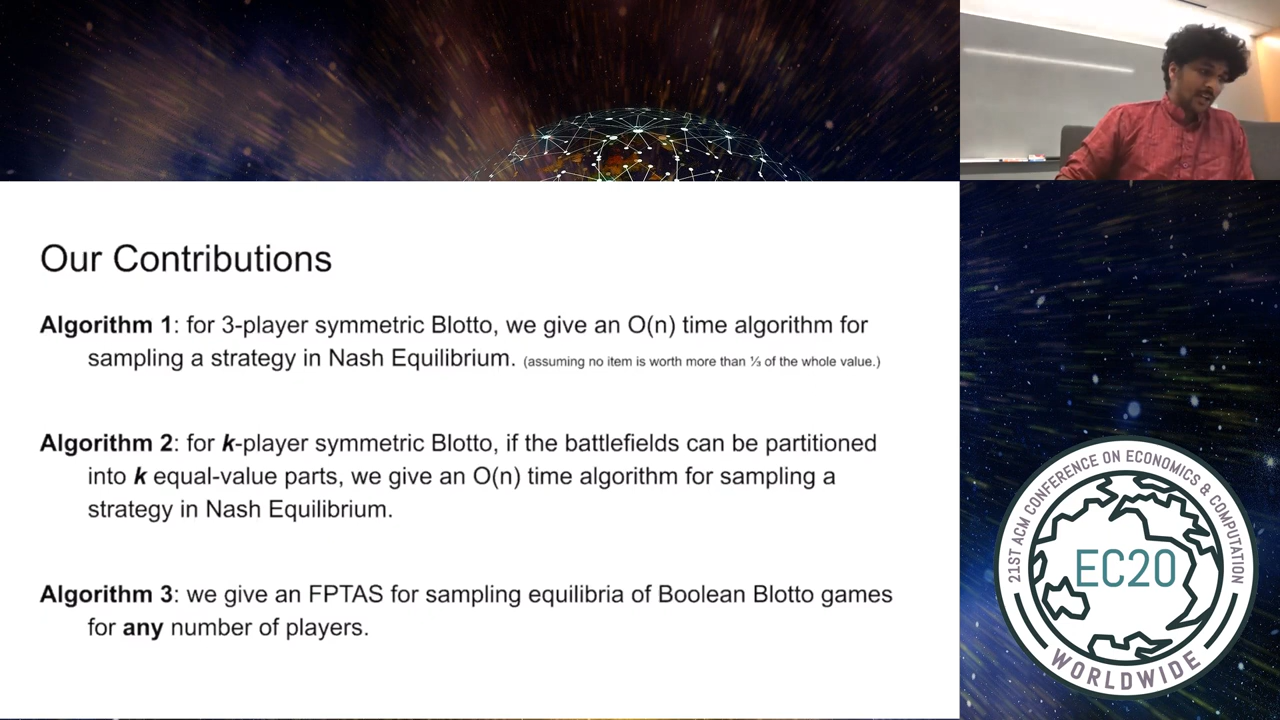 Our Contributions
Algorithm 1: for 3-player symmetric Blotto, we give an O(n) time algorithm for
sampling a strategy in Nash Equilibrium. (assuming no item is worth more than ⅓ of the whole value.)
Algorithm 2: for k-player symmetric Blotto, if the battlefields can be partitioned
into k equal-value parts, we give an O(n) time algorithm for sampling a
strategy in Nash Equilibrium.
Algorithm 3: we give an FPTAS for sampling equilibria of Boolean Blotto games
for any number of players.
21ST ACM CONFERENCE ON ECONOMICS & COMPUTATION
EC20
WORLDWIDE